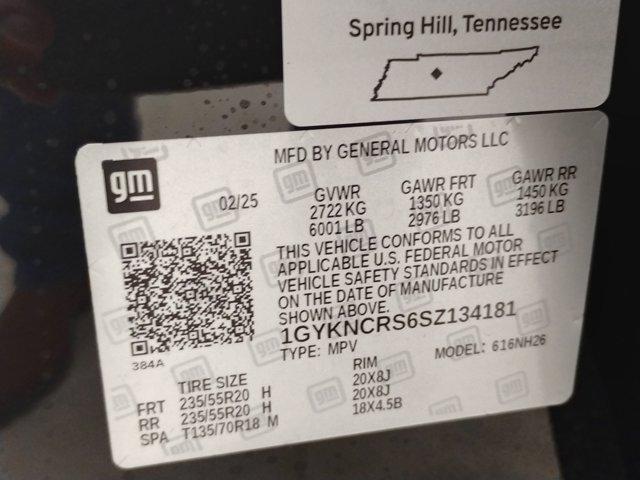 Spring Hill, Tennessee
MFD BY GENERAL MOTORS LLC
gm
02/25
GVWR GAWR FRT GAWR RR
2722 KG 1350 KG 1450 KG
6001 LB 2976 LB 3196 LB
THIS VEHICLE CONFORMS TO ALL
APPLICABLE U.S. FEDERAL MOTOR
VEHICLE SAFETY STANDARDS IN EFFECT
ON THE DATE OF MANUFACTURE
SHOWN ABOVE.
1GYKNCRS6SZ134181
TYPE: MPV MODEL: 616NH26
384A
TIRE SIZE RIM
FRT 235/55R20 H 20X8J
RR 235/55R20 H 20X8J
SPA T135/70R18 M 18X4.5B